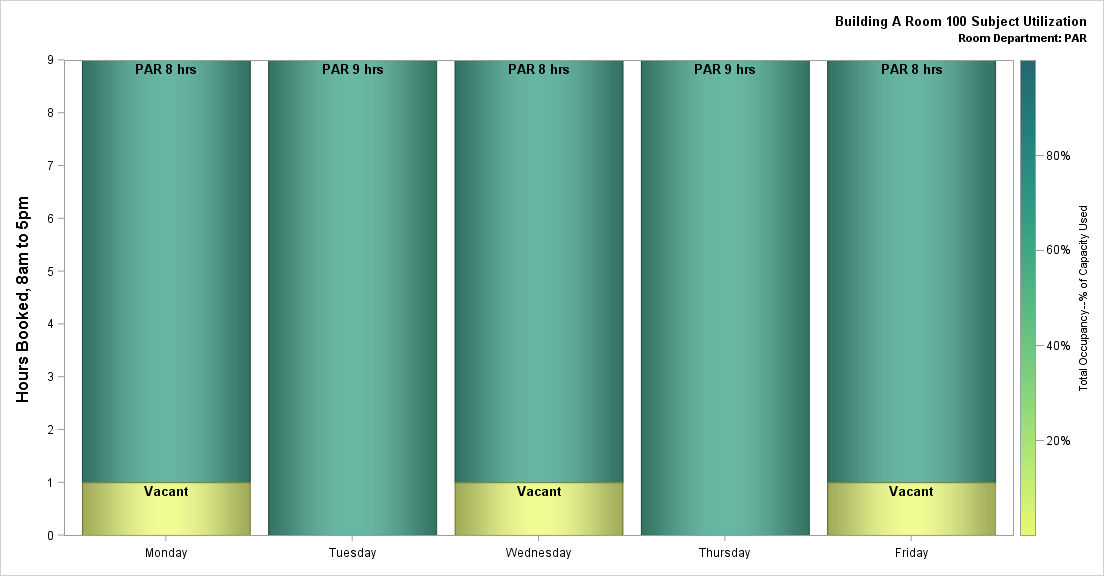 Building A Room 100 Subject Utilization
Room Department: PAR
Hours Booked, 8am to 5pm
9
8
7
6
5
4
3
2
1
0
PAR 8 hrs
PAR 9 hrs
PAR 8 hrs
PAR 9 hrs
PAR 8 hrs
Vacant
Vacant
Vacant
Monday
Tuesday
Wednesday
Thursday
Friday
80%
60%
40%
20%
Total Occupancy--% of Capacity Used